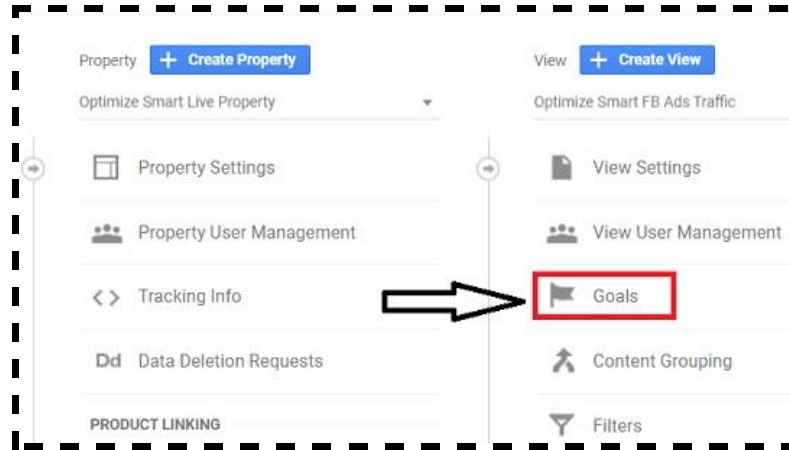 Property + Create Property
Optimize Smart Live Property
Property Settings
Property User Management
Tracking Info
Dd Data Deletion Requests
PRODUCT LINKING
View + Create View
Optimize Smart FB Ads Traffic
View Settings
View User Management
Goals
Content Grouping
Filters